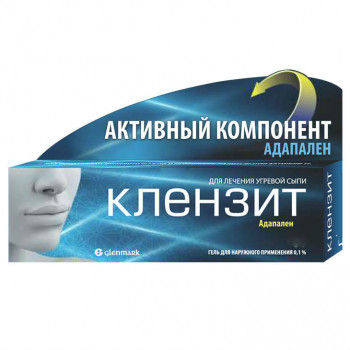 АКТИВНЫЙ КОМПОНЕНТ
АДАПАЛЕН
ДЛЯ ЛЕЧЕНИЯ УГРЕВОЙ СЫПИ
КЛЕНЗИТ
Адапален
Glenmark
ГЕЛЬ ДЛЯ НАРУЖНОГО ПРИМЕНЕНИЯ 0,1 %